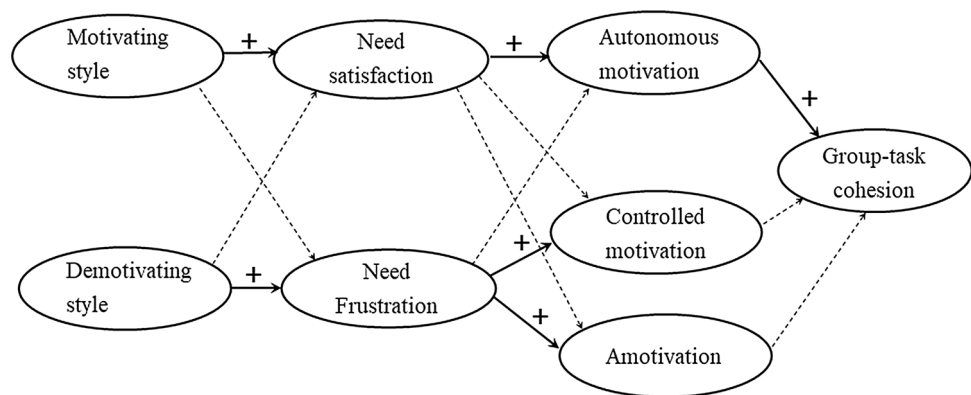 Motivating
style
+
Need
satisfaction
+
Autonomous
motivation
+
Group-task
cohesion
Controlled
motivation
Demotivating
style
+
Need
Frustration
+
+
Amotivation